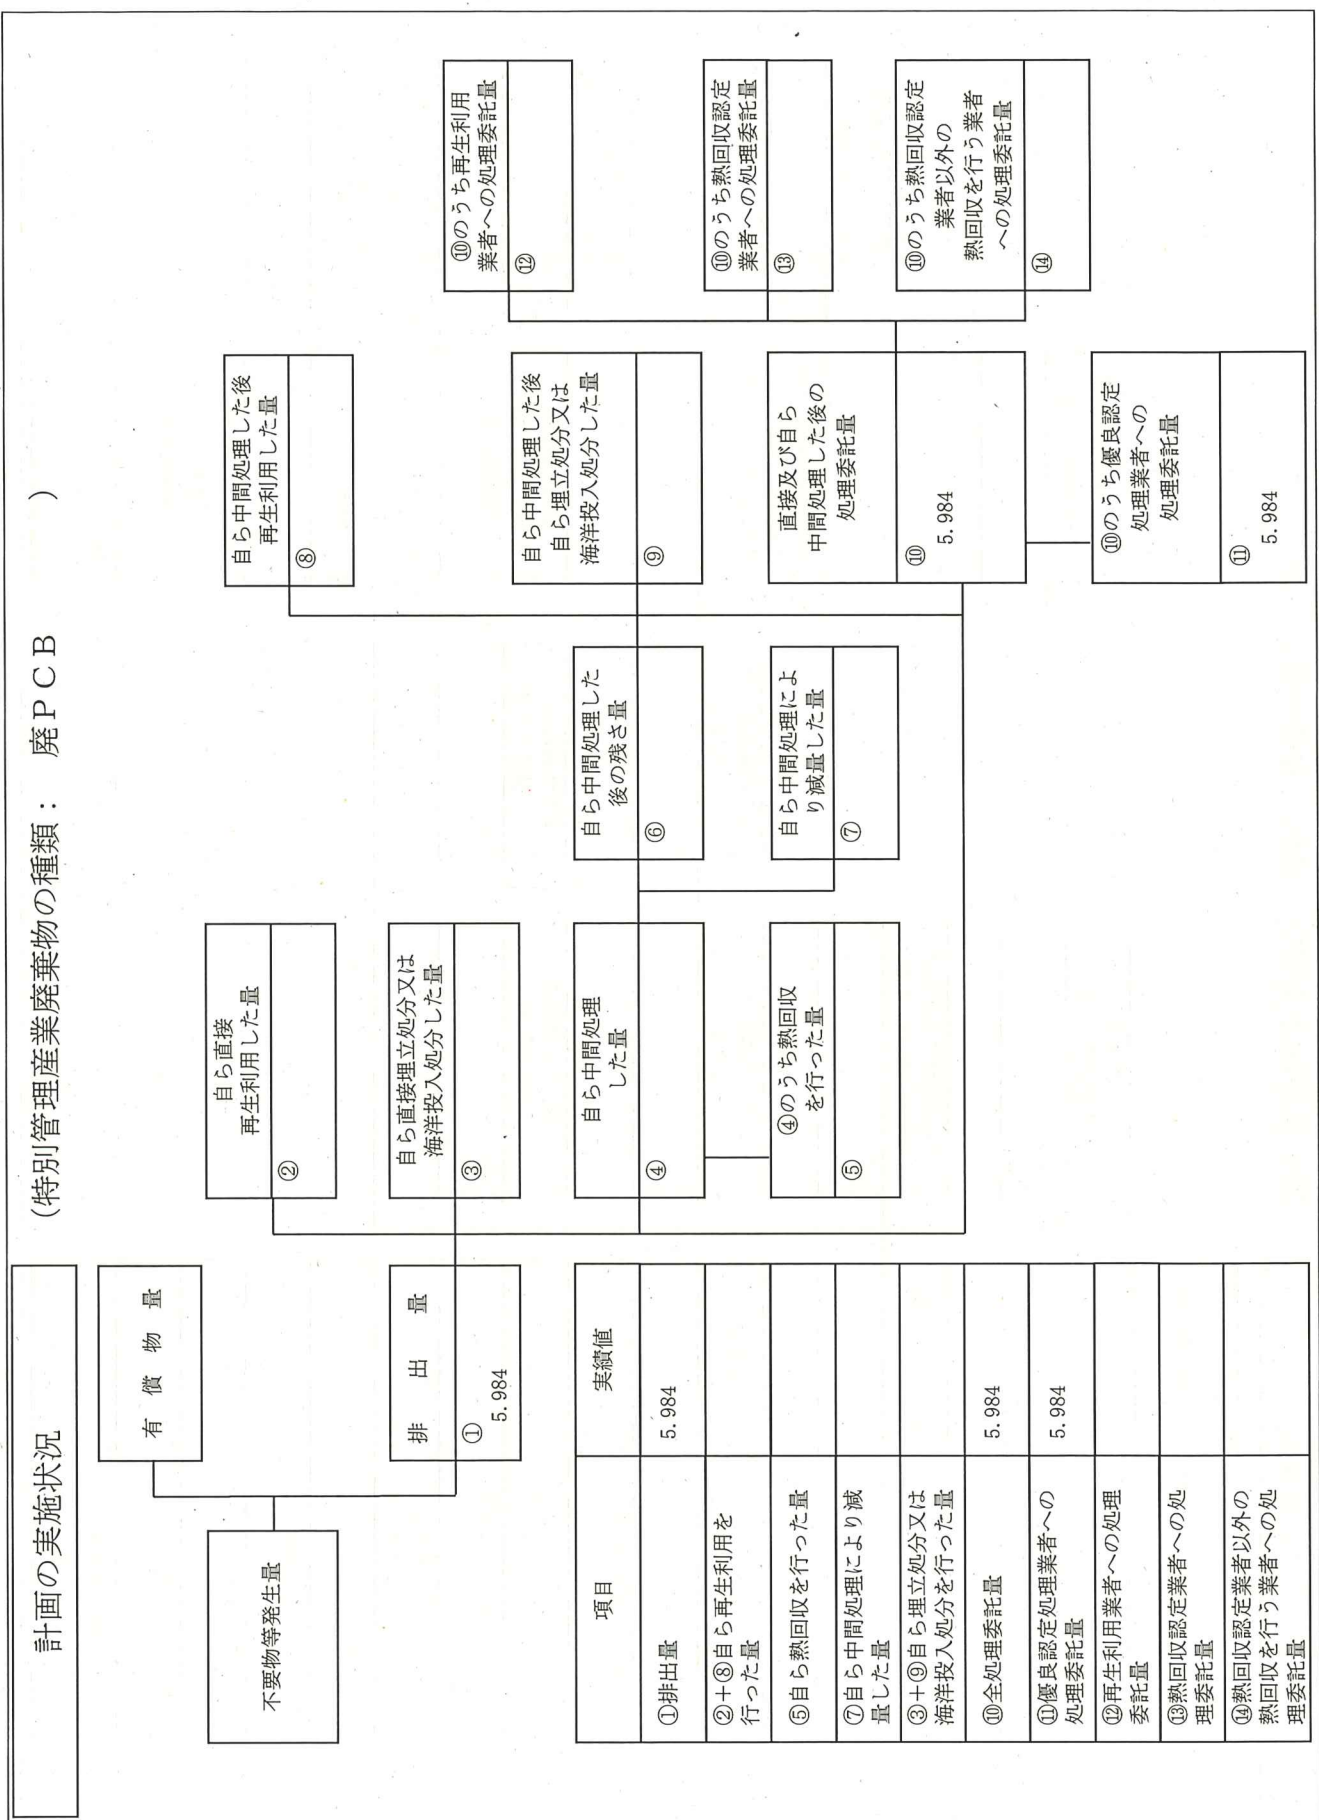 計画の実施状況
(特別管理産業廃棄物の種類： 廃ＰＣＢ )
不要物等発生量
有償物量
排出量
①
5.984
自ら直接
再生利用した量
②
自ら直接埋立処分又は
海洋投入処分した量
③
自ら中間処理
した量
④
④のうち熱回収
を行った量
⑤
自ら中間処理した
後の残さ量
⑥
自ら中間処理によ
り減量した量
⑦
自ら中間処理した後
再生利用した量
⑧
自ら中間処理した後
自ら埋立処分又は
海洋投入処分した量
⑨
直接及び自ら
中間処理した後の
処理委託量
⑩
5.984
⑩のうち優良認定
処理業者への
処理委託量
⑪
5.984
⑩のうち再生利用
業者への処理委託量
⑫
⑩のうち熱回収認定
業者への処理委託量
⑬
⑩のうち熱回収認定
業者以外の
熱回収を行う業者
への処理委託量
⑭
項目
実績値
①排出量
5.984
②+⑧自ら再生利用を
行った量
⑤自ら熱回収を行った量
⑦自ら中間処理により減
量した量
③+⑨自ら埋立処分又は
海洋投入処分を行った量
⑩全処理委託量
5.984
⑪優良認定処理業者への
処理委託量
5.984
⑫再生利用業者への処理
委託量
⑬熱回収認定業者への処
理委託量
⑭熱回収認定業者以外の
熱回収を行う業者への処
理委託量